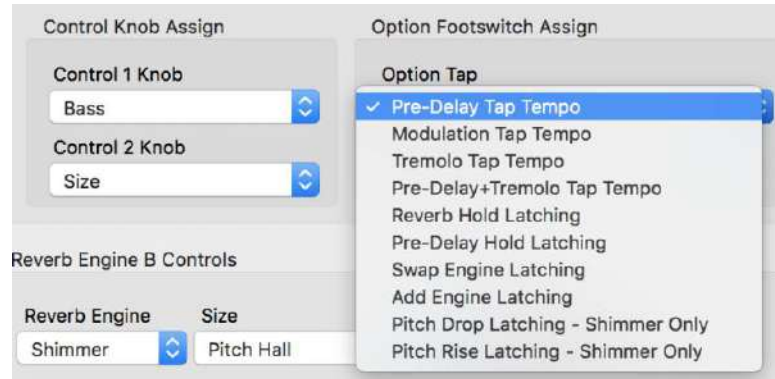 Control Knob Assign
Control 1 Knob
Bass
Control 2 Knob
Size
Option Footswitch Assign
Option Tap
✓ Pre-Delay Tap Tempo
Modulation Tap Tempo
Tremolo Tap Tempo
Pre-Delay+Tremolo Tap Tempo
Reverb Hold Latching
Pre-Delay Hold Latching
Swap Engine Latching
Add Engine Latching
Pitch Drop Latching - Shimmer Only
Pitch Rise Latching - Shimmer Only
Reverb Engine B Controls
Reverb Engine
Shimmer
Size
Pitch Hall